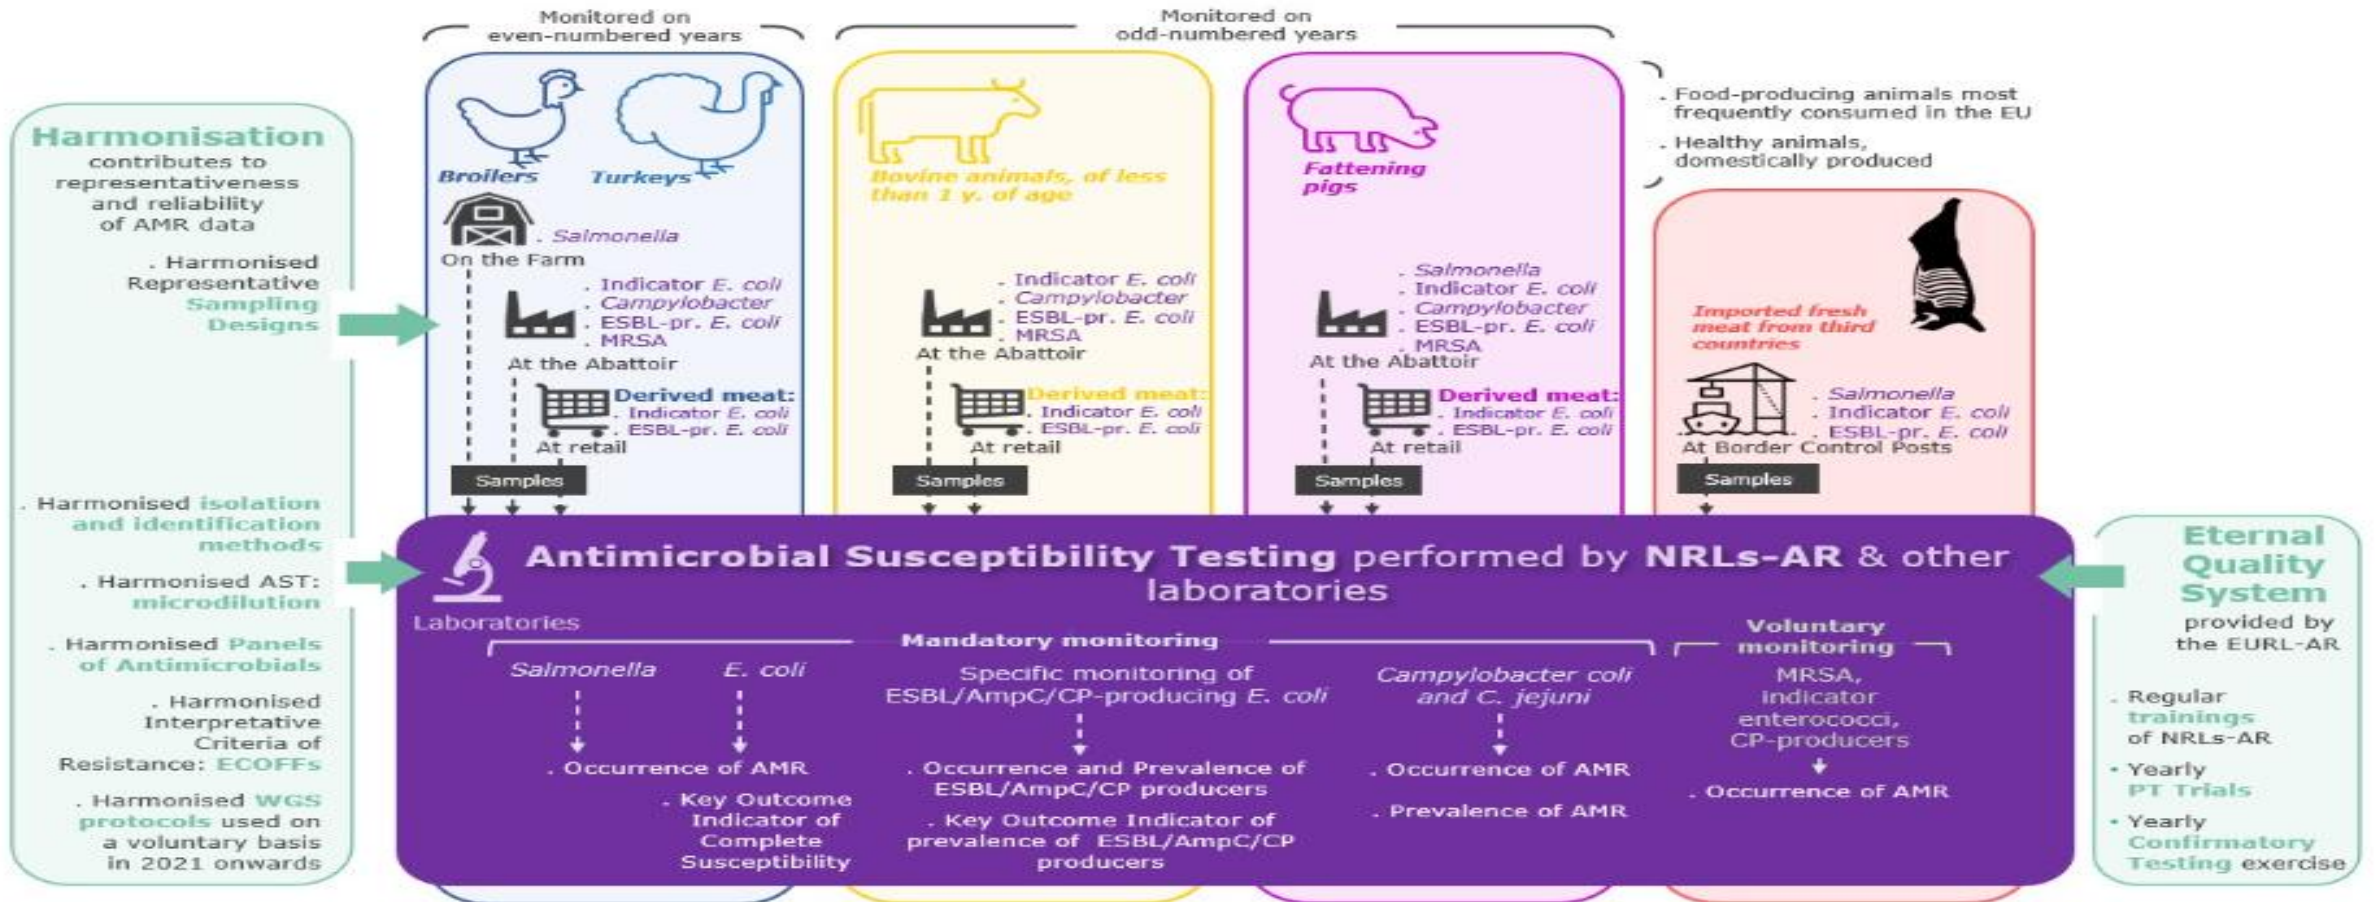 Monitored on
even-numbered years
Monitored on
odd-numbered years
Harmonisation
contributes to
representativeness
and reliability
of AMR data
. Harmonised
Representative
Sampling
Designs
. Harmonised isolation
and identification
methods
. Harmonised AST:
microdilution
. Harmonised Panels
of Antimicrobials
. Harmonised
Interpretative
Criteria of
Resistance: ECOFFs
. Harmonised WGS
protocols used on
a voluntary basis
in 2021 onwards
Broilers
Turkeys
. Salmonella
On the Farm
. Indicator E. coli
. Campylobacter
. ESBL-pr. E. coli
. MRSA
At the Abattoir
Derived meat:
. Indicator E. coli
. ESBL-pr. E. coli
At retail
Samples
Bovine animals, of less
than 1 y. of age
. Indicator E. coli
. Campylobacter
. ESBL-pr. E. coli
. MRSA
At the Abattoir
Derived meat:
. Indicator E. coli
. ESBL-pr. E. coli
At retail
Samples
Fattening
pigs
. Salmonella
. Indicator E. coli
. Campylobacter
. ESBL-pr. E. coli
. MRSA
At the Abattoir
Derived meat:
. Indicator E. coli
. ESBL-pr. E. coli
At retail
Samples
. Food-producing animals most
frequently consumed in the EU
. Healthy animals,
domestically produced
Imported fresh
meat from third
countries
. Salmonella
. Indicator E. coli
. ESBL-pr. E. coli
At Border Control Posts
Samples
Antimicrobial Susceptibility Testing performed by NRLs-AR & other
laboratories
Laboratories
Mandatory monitoring
Salmonella
E. coli
Specific monitoring of
ESBL/AmpC/CP-producing E. coli
Campylobacter coli
and C. jejuni
. Occurrence of AMR
. Key Outcome
Indicator of
Complete
Susceptibility
. Occurrence and Prevalence of
ESBL/AmpC/CP producers
. Key Outcome Indicator of
prevalence of ESBL/AmpC/CP
producers
. Occurrence of AMR
. Prevalence of AMR
Voluntary
monitoring
MRSA,
indicator
enterococci,
CP-producers
. Occurrence of AMR
Eternal
Quality
System
provided by
the EURL-AR
. Regular
trainings
of NRLs-AR
• Yearly
PT Trials
• Yearly
Confirmatory
Testing exercise